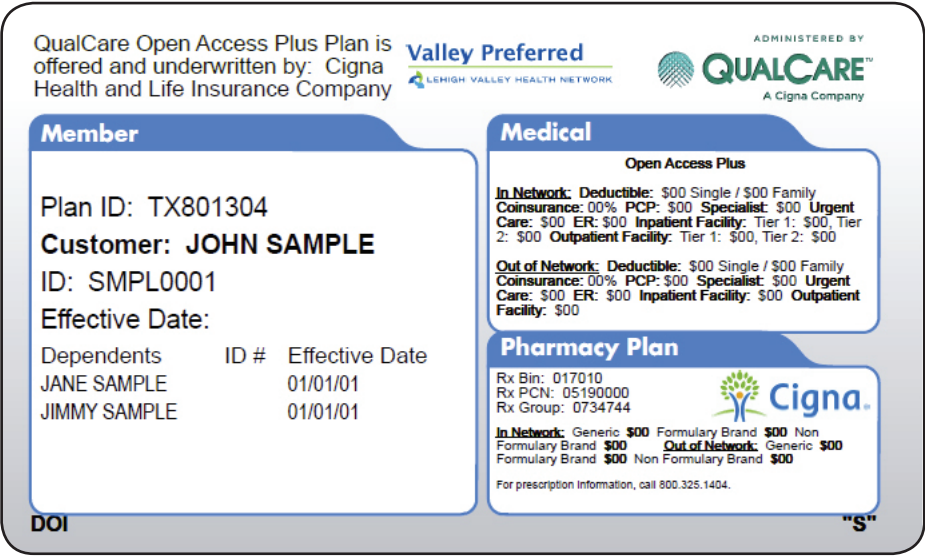 QualCare Open Access Plus Plan is
offered and underwritten by: Cigna
Health and Life Insurance Company
Valley Preferred
LEHIGH VALLEY HEALTH NETWORK
ADMINISTERED BY
QUALCARE™
A Cigna Company
Member
Plan ID: TX801304
Customer: JOHN SAMPLE
ID: SMPL0001
Effective Date:
Dependents ID # Effective Date
JANE SAMPLE 01/01/01
JIMMY SAMPLE 01/01/01
Medical
Open Access Plus
In Network: Deductible: $00 Single / $00 Family
Coinsurance: 00% PCP: $00 Specialist: $00 Urgent
Care: $00 ER: $00 Inpatient Facility: Tier 1: $00, Tier
2: $00 Outpatient Facility: Tier 1: $00, Tier 2: $00
Out of Network: Deductible: $00 Single / $00 Family
Coinsurance: 00% PCP: $00 Specialist: $00 Urgent
Care: $00 ER: $00 Inpatient Facility: $00 Outpatient
Facility: $00
Pharmacy Plan
Rx Bin: 017010
Rx PCN: 05190000
Rx Group: 0734744
Cigna®
In Network: Generic $00 Formulary Brand $00 Non
Formulary Brand $00 Out of Network: Generic $00
Formulary Brand $00 Non Formulary Brand $00
For prescription information, call 800.325.1404.
DOI
"S"